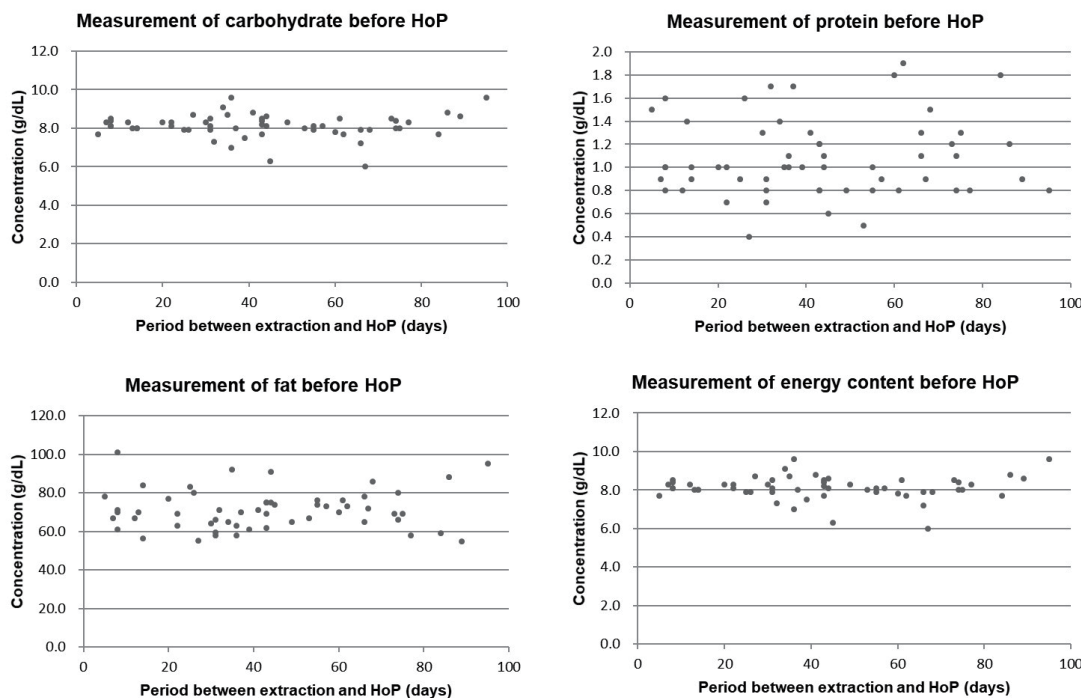 Measurement of carbohydrate before HoP
Concentration (g/dL)
12.0
10.0
8.0
6.0
4.0
2.0
0.0
0 20 40 60 80 100
Period between extraction and HoP (days)
Measurement of protein before HoP
Concentration (g/dL)
2.0
1.8
1.6
1.4
1.2
1.0
0.8
0.6
0.4
0.2
0.0
0 20 40 60 80 100
Period between extraction and HoP (days)
Measurement of fat before HoP
Concentration (g/dL)
120.0
100.0
80.0
60.0
40.0
20.0
0.0
0 20 40 60 80 100
Period between extraction and HoP (days)
Measurement of energy content before HoP
Concentration (g/dL)
12.0
10.0
8.0
6.0
4.0
2.0
0.0
0 20 40 60 80 100
Period between extraction and HoP (days)